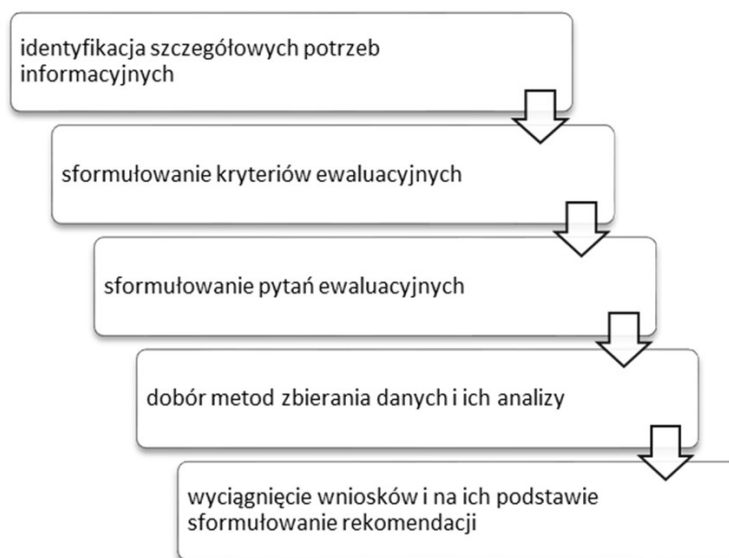 identyfikacja szczegółowych potrzeb
informacyjnych
sformułowanie kryteriów ewaluacyjnych
sformułowanie pytań ewaluacyjnych
dobór metod zbierania danych i ich analizy
wyciągnięcie wniosków i na ich podstawie
sformułowanie rekomendacji